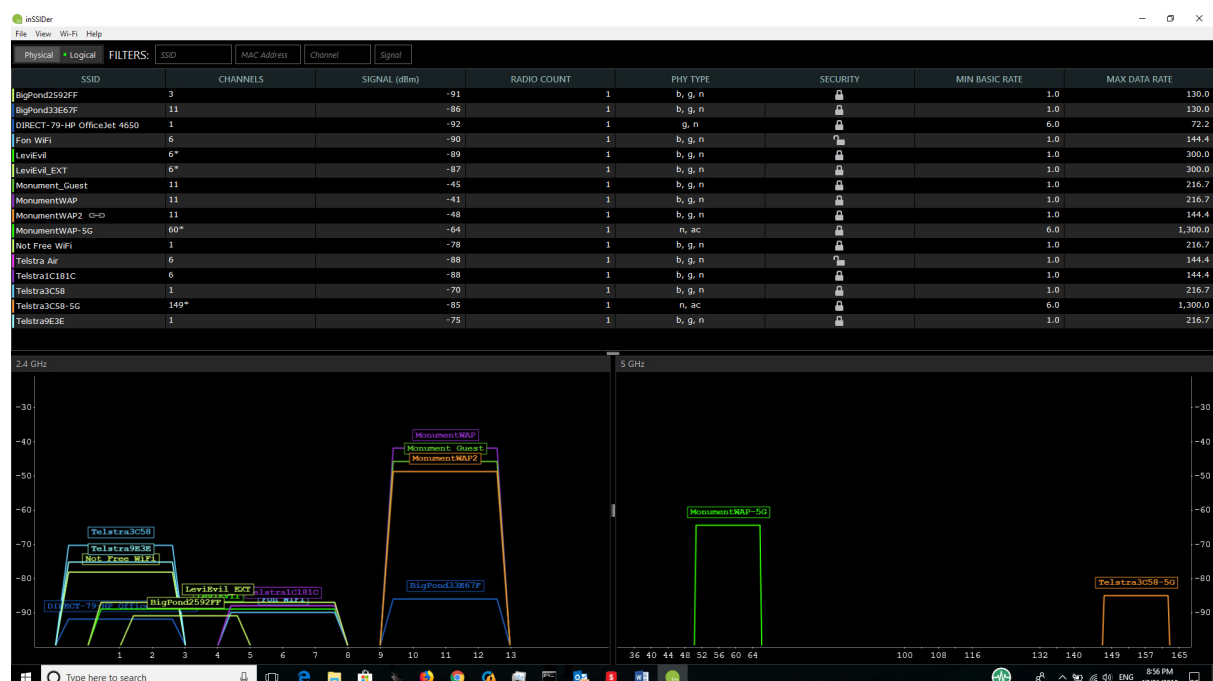 inSSIDer
File View Wi-Fi Help
Physical Logical FILTERS: SSID MAC Address Channel Signal
SSID CHANNELS SIGNAL (dBm) RADIO COUNT PHY TYPE SECURITY MIN BASIC RATE MAX DATA RATE
BigPond2592FF 3 -91 1 b, g, n 1.0 130.0
BigPond33E67F 11 -86 1 b, g, n 1.0 130.0
DIRECT-79-HP OfficeJet 4650 1 -92 1 g, n 6.0 72.2
Fon WiFi 6 -90 1 b, g, n 1.0 144.4
LeviEvil 6* -89 1 b, g, n 1.0 300.0
LeviEvil_EXT 6* -87 1 b, g, n 1.0 300.0
Monument_Guest 11 -45 1 b, g, n 1.0 216.7
MonumentWAP 11 -41 1 b, g, n 1.0 216.7
MonumentWAP2 11 -48 1 b, g, n 1.0 144.4
MonumentWAP-5G 60* -64 1 n, ac 6.0 1,300.0
Not Free WiFi 1 -78 1 b, g, n 1.0 216.7
Telstra Air 6 -88 1 b, g, n 1.0 144.4
Telstra1C181C 6 -88 1 b, g, n 1.0 144.4
Telstra3C58 1 -70 1 b, g, n 1.0 216.7
Telstra3C58-5G 149* -85 1 n, ac 6.0 1,300.0
Telstra9E3E 1 -75 1 b, g, n 1.0 216.7
2.4 GHz
-30
-40
-50
-60
-70
-80
-90
MonumentWAP
Monument Guest
MonumentWAP2
Telstra3C58
Telstra9E3E
Not Free WiFi
BigPond33E67F
LeviEvil EXT
BigPond2592FF
Fon WiFi
1 2 3 4 5 6 7 8 9 10 11 12 13
5 GHz
-30
-40
-50
-60
-70
-80
-90
MonumentWAP-5G
Telstra3C58-5G
36 40 44 48 52 56 60 64 100 108 116 132 140 149 157 165
Type here to search
ENG
8:56 PM